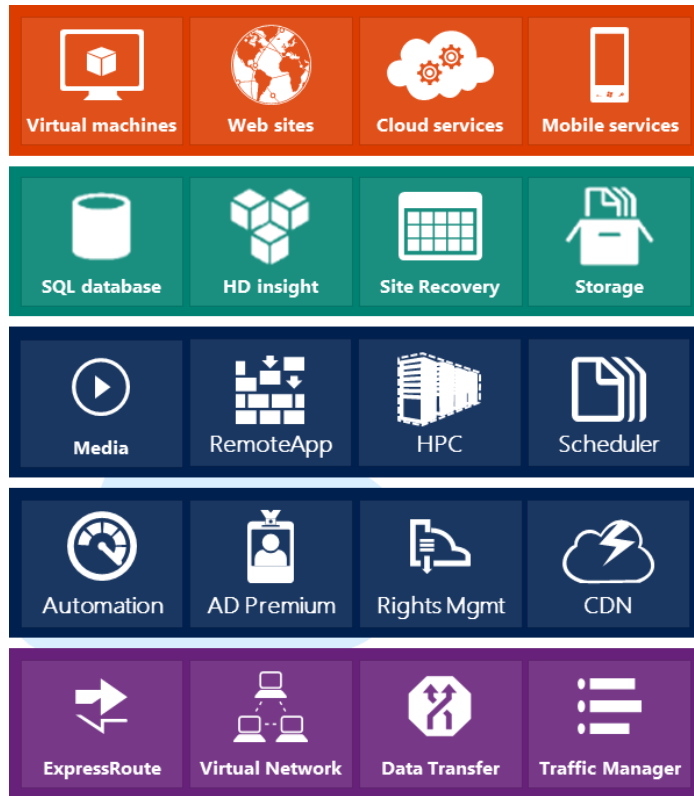 Virtual machines
Web sites
Cloud services
Mobile services
SQL database
HD insight
Site Recovery
Storage
Media
RemoteApp
HPC
Scheduler
Automation
AD Premium
Rights Mgmt
CDN
ExpressRoute
Virtual Network
Data Transfer
Traffic Manager